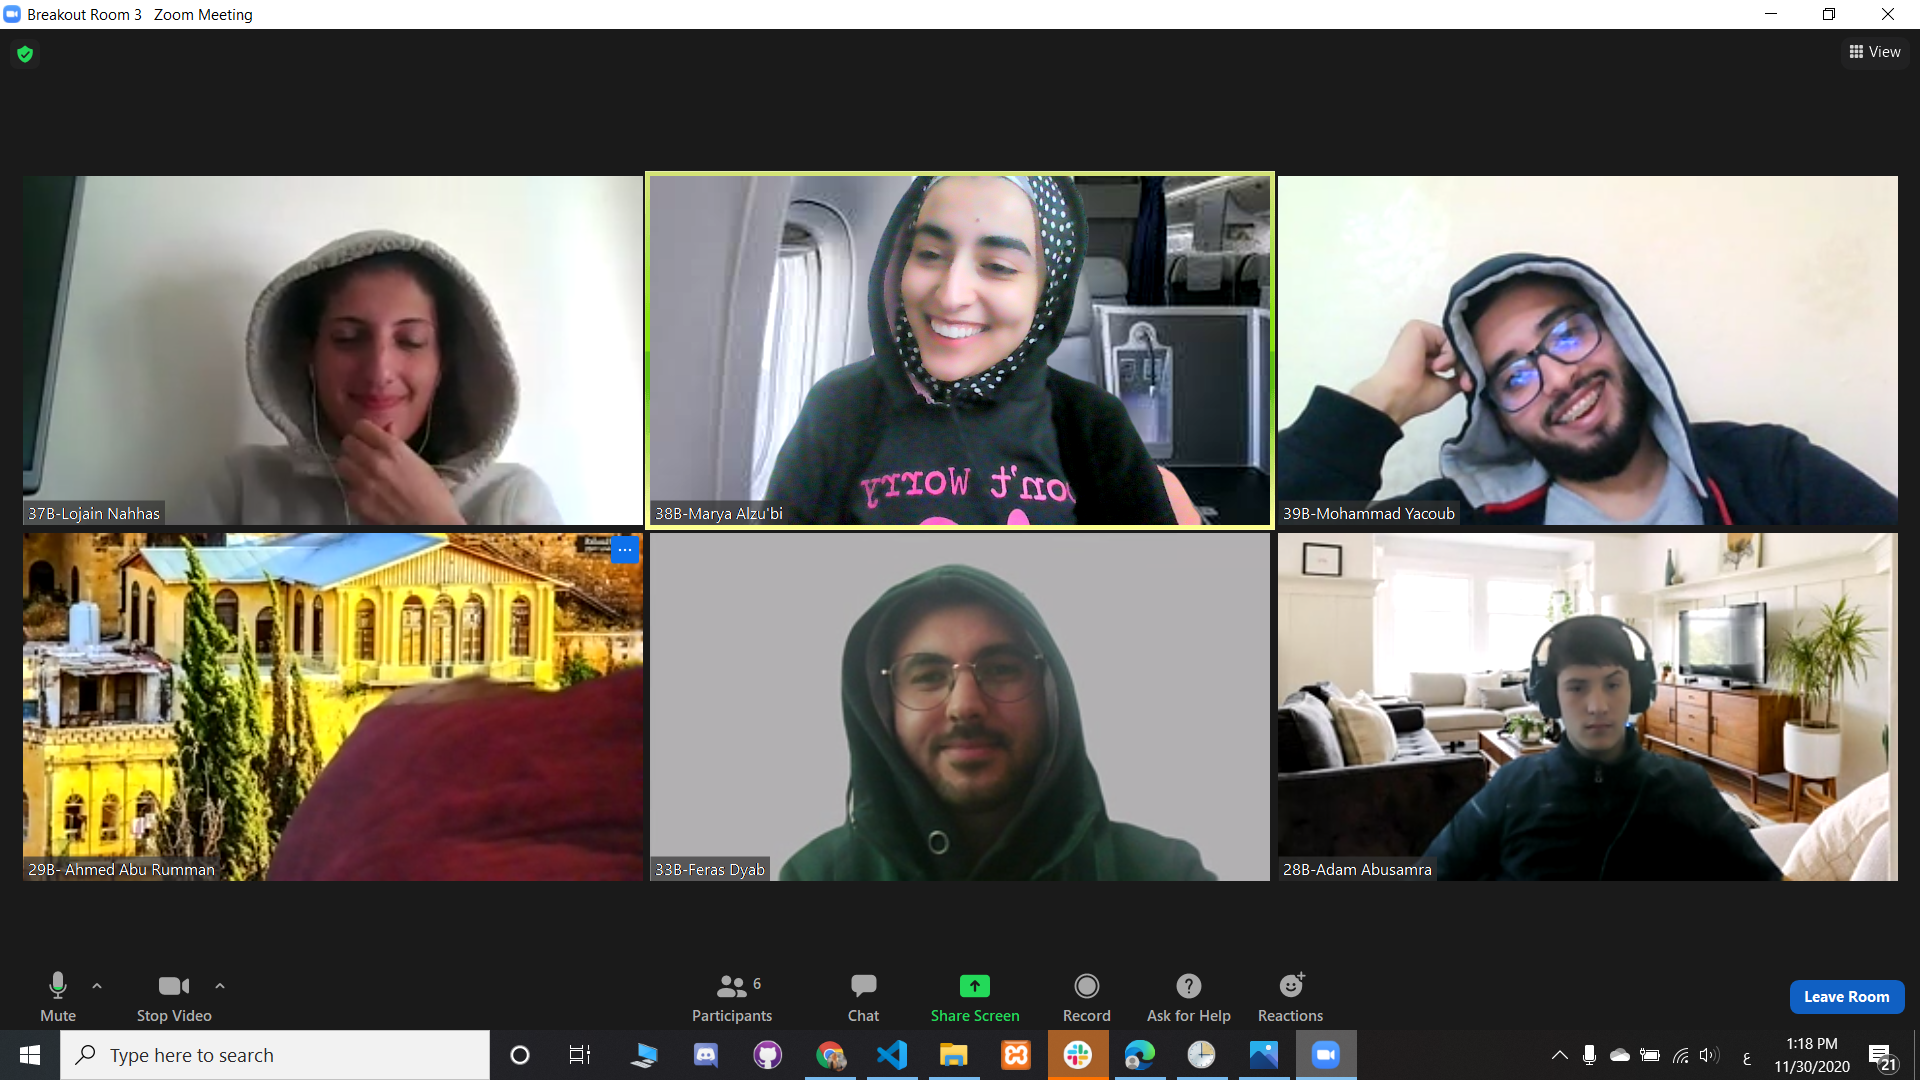 Breakout Room 3 Zoom Meeting
View
37B-Lojain Nahhas
on't Worry
38B-Marya Alzu'bi
39B-Mohammad Yacoub
29B- Ahmed Abu Rumman
33B-Feras Dyab
28B-Adam Abusamra
Mute
Stop Video
6
Participants
Chat
Share Screen
Record
Ask for Help
Reactions
Leave Room
Type here to search
ع
1:18 PM
11/30/2020
21